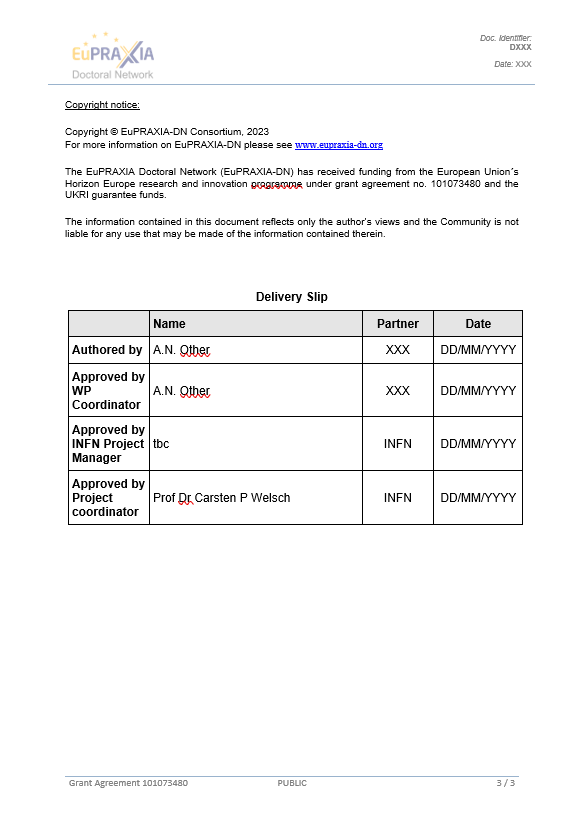 EuPRAXIA
Doctoral Network
Doc. Identifier:
DXXX
Date: XXX
Copyright notice:
Copyright © EuPRAXIA-DN Consortium, 2023
For more information on EuPRAXIA-DN please see www.eupraxia-dn.org
The EuPRAXIA Doctoral Network (EuPRAXIA-DN) has received funding from the European Union´s
Horizon Europe research and innovation programme under grant agreement no. 101073480 and the
UKRI guarantee funds.
The information contained in this document reflects only the author's views and the Community is not
liable for any use that may be made of the information contained therein.
Delivery Slip
Name Partner Date
Authored by A.N. Other XXX DD/MM/YYYY
Approved by
WP
Coordinator
A.N. Other XXX DD/MM/YYYY
Approved by
INFN Project
Manager
tbc INFN DD/MM/YYYY
Approved by
Project
coordinator
Prof Dr Carsten P Welsch INFN DD/MM/YYYY
Grant Agreement 101073480 PUBLIC 3 / 3